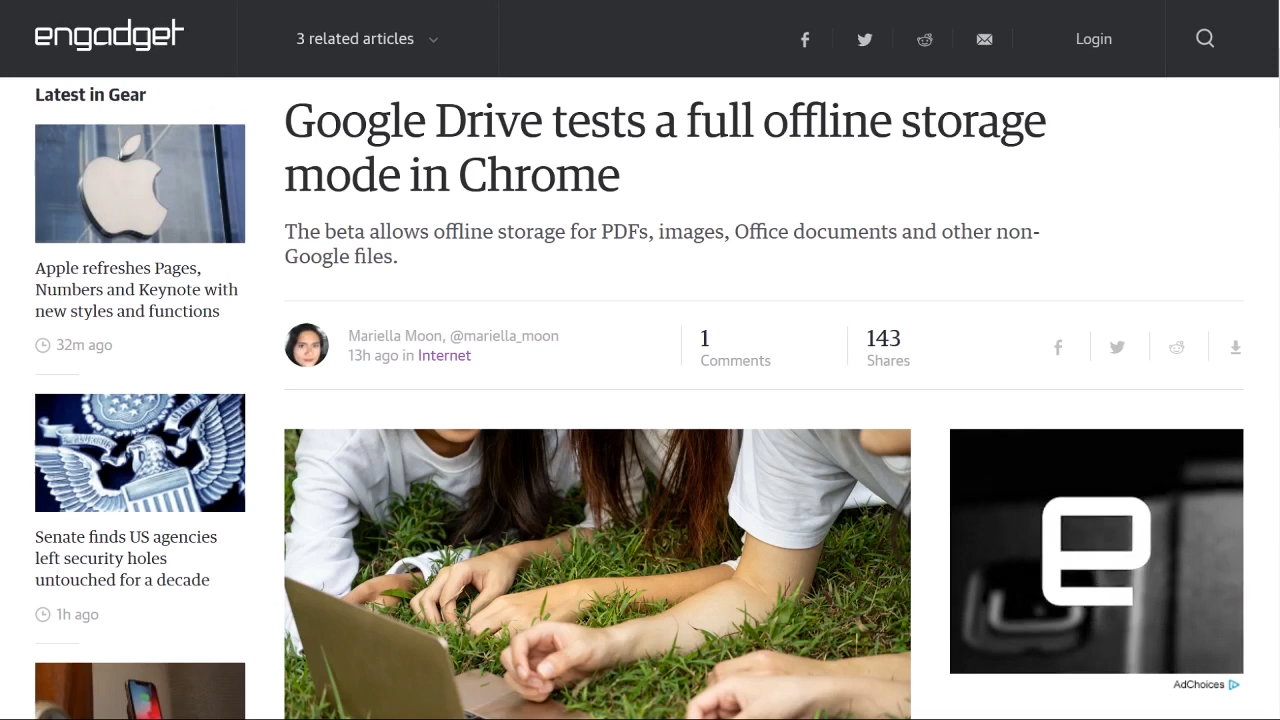 engadget
3 related articles
Login
Latest in Gear
Apple refreshes Pages,
Numbers and Keynote with
new styles and functions
32m ago
Senate finds US agencies
left security holes
untouched for a decade
1h ago
Google Drive tests a full offline storage
mode in Chrome
The beta allows offline storage for PDFs, images, Office documents and other non-
Google files.
Mariella Moon, @mariella_moon
13h ago in Internet
1
Comments
143
Shares
e
AdChoices